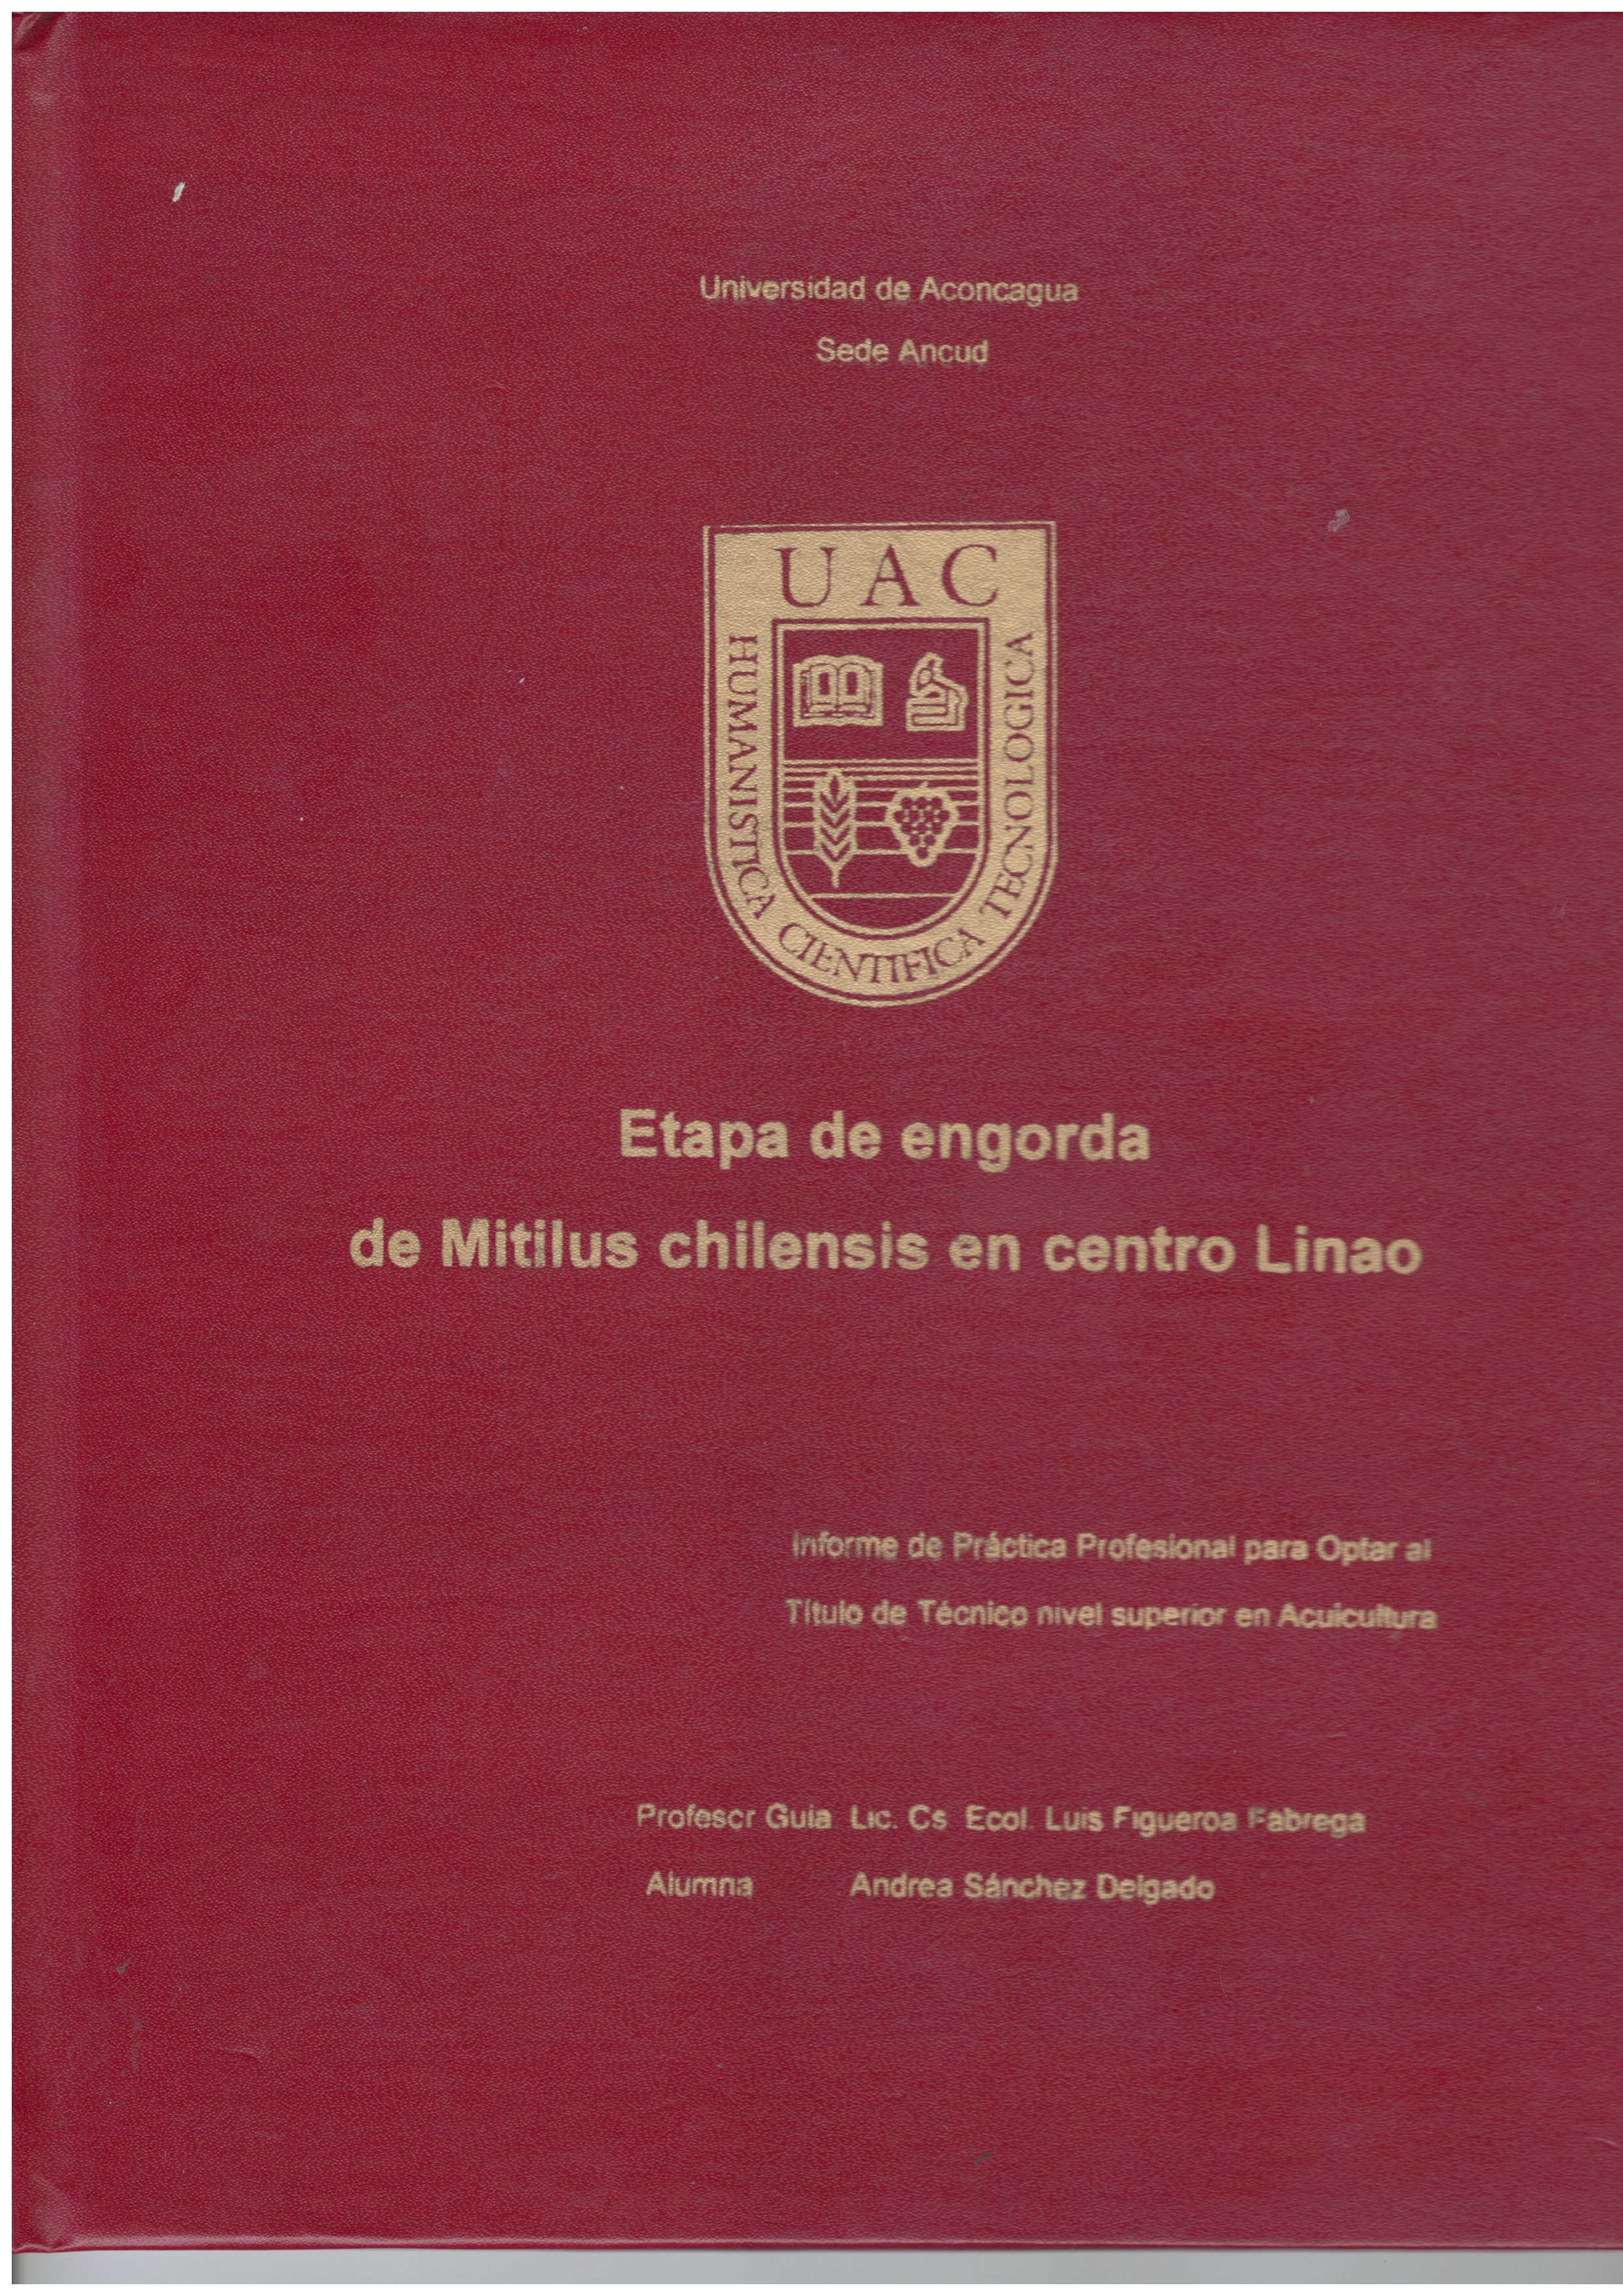 Universidad de Aconcagua
Sede Ancud
UAC
HUMANISTICA CIENTIFICA TECNOLOGICA
Etapa de engorda
de Mitilus chilensis en centro Linao
Informe de Práctica Profesional para Optar al
Título de Técnico nivel superior en Acuicultura
Profesor Guia Lic. Cs Ecol. Luis Figueroa Fabrega
Alumna Andrea Sánchez Delgado